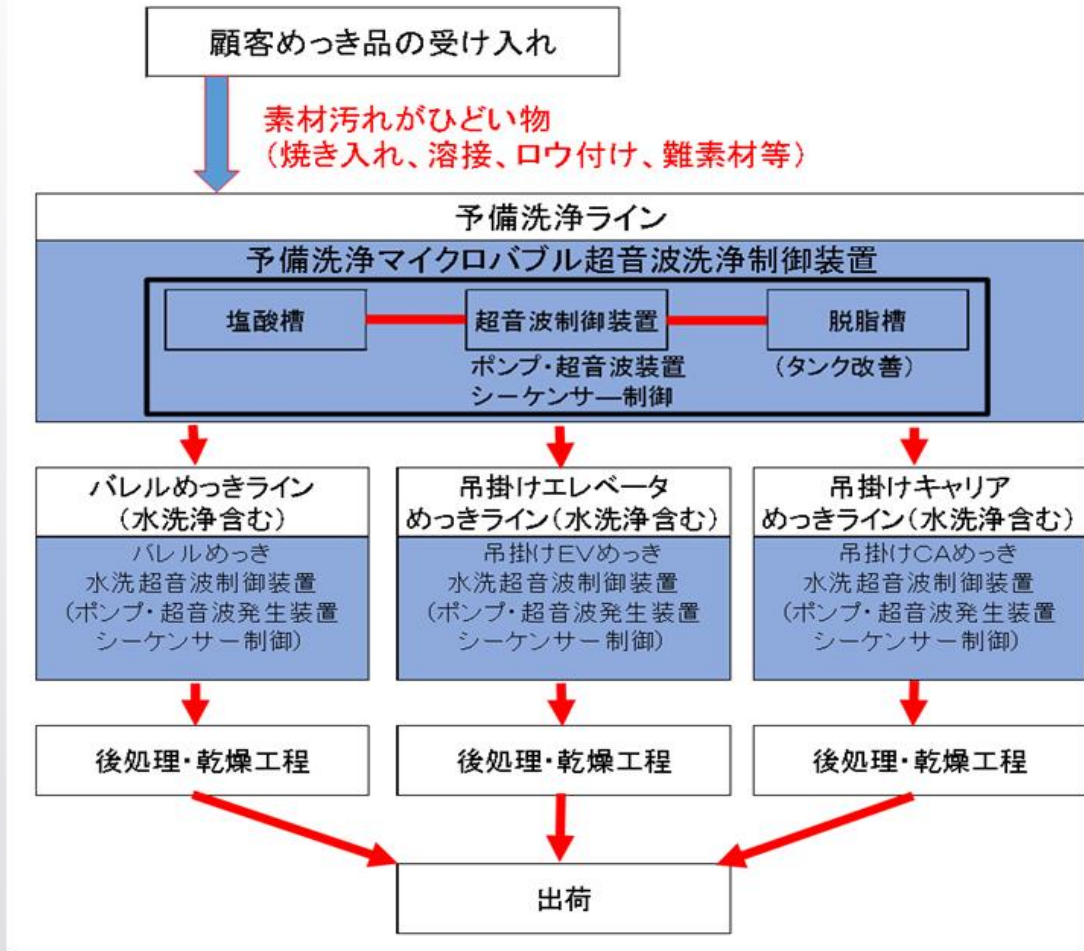 顧客めっき品の受け入れ
素材汚れがひどい物
(焼き入れ、溶接、ロウ付け、難素材等)
予備洗浄ライン
予備洗浄マイクロバブル超音波洗浄制御装置
塩酸槽
超音波制御装置
脱脂槽
ポンプ・超音波装置
シーケンサ―制御
(タンク改善)
バレルめっきライン
(水洗浄含む)
バレルめっき
水洗超音波制御装置
(ポンプ・超音波発生装置
シーケンサー制御)
吊掛けエレベータ
めっきライン(水洗浄含む)
吊掛けEVめっき
水洗超音波制御装置
(ポンプ・超音波発生装置
シーケンサー制御)
吊掛けキャリア
めっきライン(水洗浄含む)
吊掛けCAめっき
水洗超音波制御装置
(ポンプ・超音波発生装置
シーケンサー制御)
後処理・乾燥工程
後処理・乾燥工程
後処理・乾燥工程
出荷